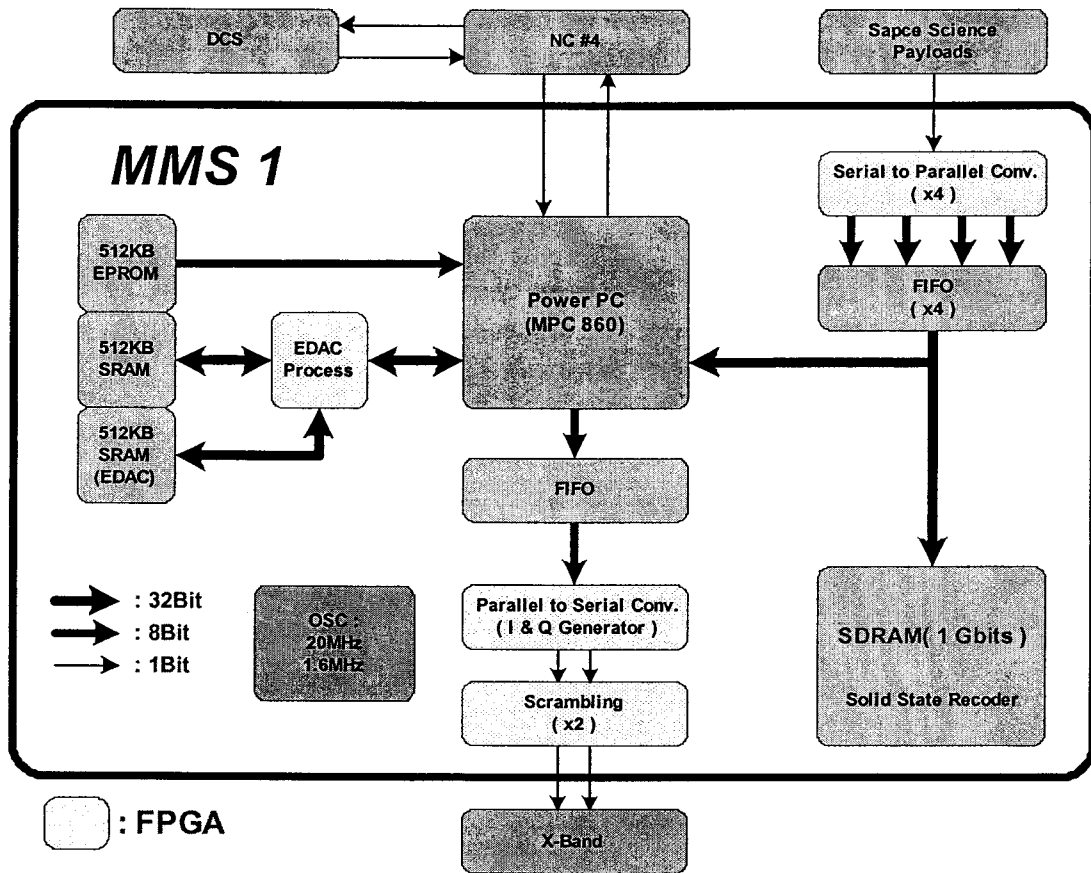 DCS
NC #4
Sapce Science
Payloads
MMS 1
Serial to Parallel Conv.
( x4 )
512KB
EPROM
Power PC
(MPC 860)
FIFO
( x4 )
512KB
SRAM
EDAC
Process
512KB
SRAM
(EDAC)
FIFO
: 32Bit
: 8Bit
: 1Bit
OSC :
20MHz
1.6MHz
Parallel to Serial Conv.
( I & Q Generator )
SDRAM( 1 Gbits )
Solid State Recoder
Scrambling
( x2 )
: FPGA
X-Band